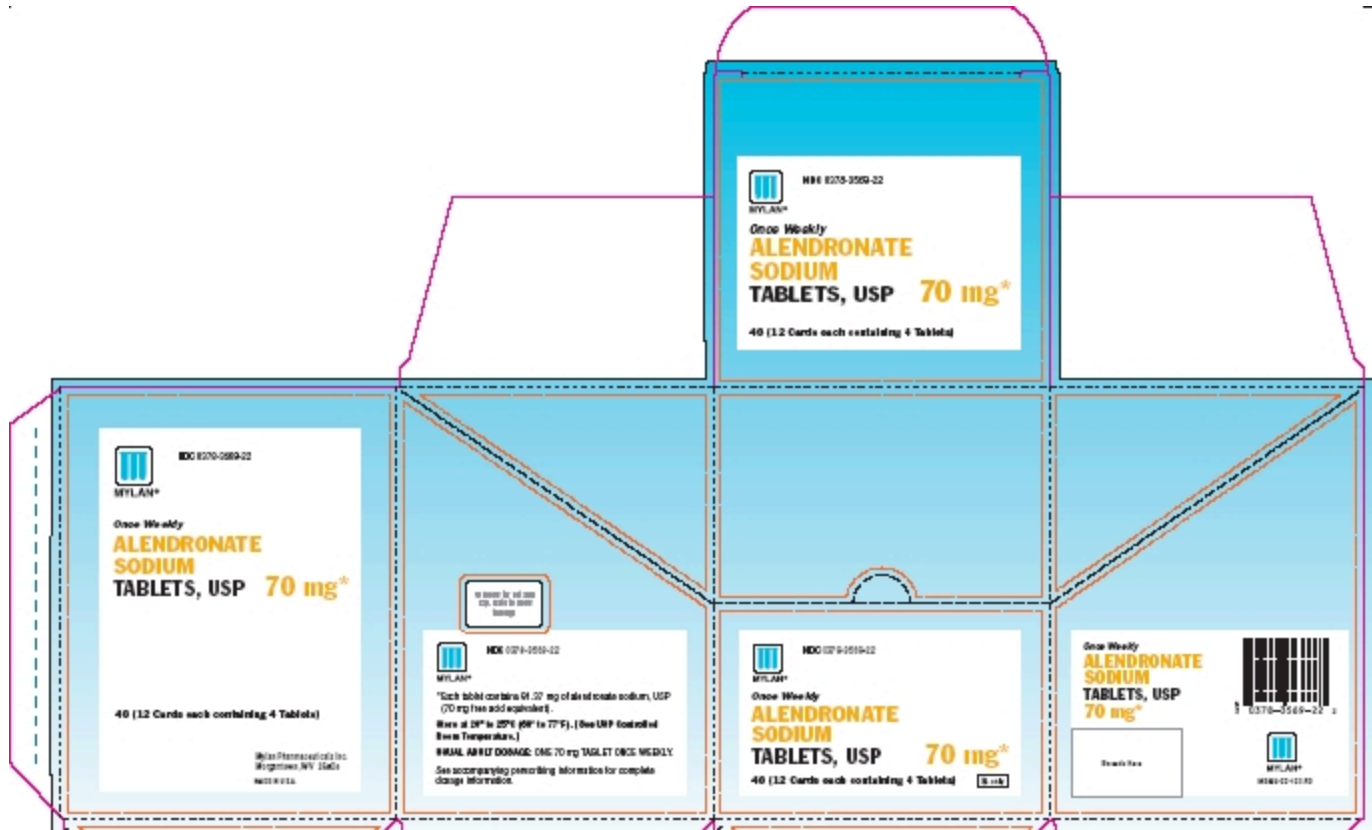 NDC 0378-3569-22
MYLAN®
Once Weekly
ALENDRONATE
SODIUM
TABLETS, USP 70 mg*
(12 Cards each containing 4 Tablets)
NDC 0378-3569-22
MYLAN®
Once Weekly
ALENDRONATE
SODIUM
TABLETS, USP 70 mg*
(12 Cards each containing 4 Tablets)
Mylan Pharmaceuticals Inc.
Morgantown, WV
MADE IN U.S.A.
NDC 0378-3569-22
MYLAN®
*Each tablet contains 91.37 mg of alendronate sodium, USP
(70 mg free acid equivalent).
Store at 20° to 25°C (68° to 77°F). [See USP Controlled
Room Temperature.]
USUAL ADULT DOSAGE: ONE 70 mg TABLET ONCE WEEKLY.
See accompanying prescribing information for complete
dosage information.
NDC 0378-3569-22
MYLAN®
Once Weekly
ALENDRONATE
SODIUM
TABLETS, USP 70 mg*
(12 Cards each containing 4 Tablets) Rx only
Once Weekly
ALENDRONATE
SODIUM
TABLETS, USP
70 mg*
0378-3569-22
MYLAN®